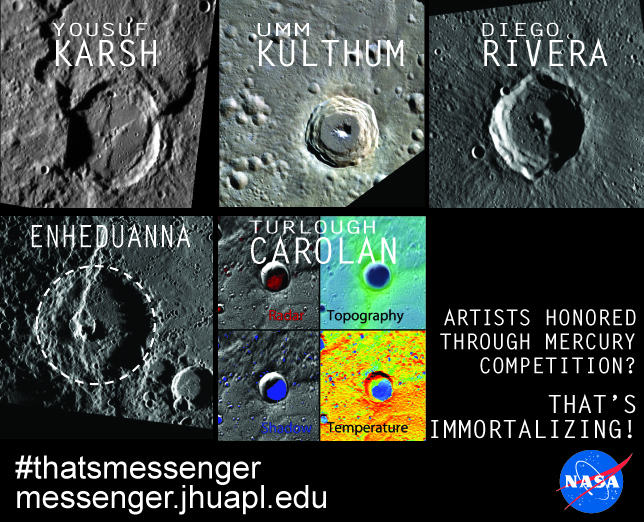 YOUSUF
KARSH
UMM
KULTHUM
DIEGO
RIVERA
ENHEDUANNA
TURLOUGH
CAROLAN
Radar
Topography
Shadow
Temperature
ARTISTS HONORED
THROUGH MERCURY
COMPETITION?
THAT'S
IMMORTALIZING!
#thatsmessenger
messenger.jhuapl.edu
NASA